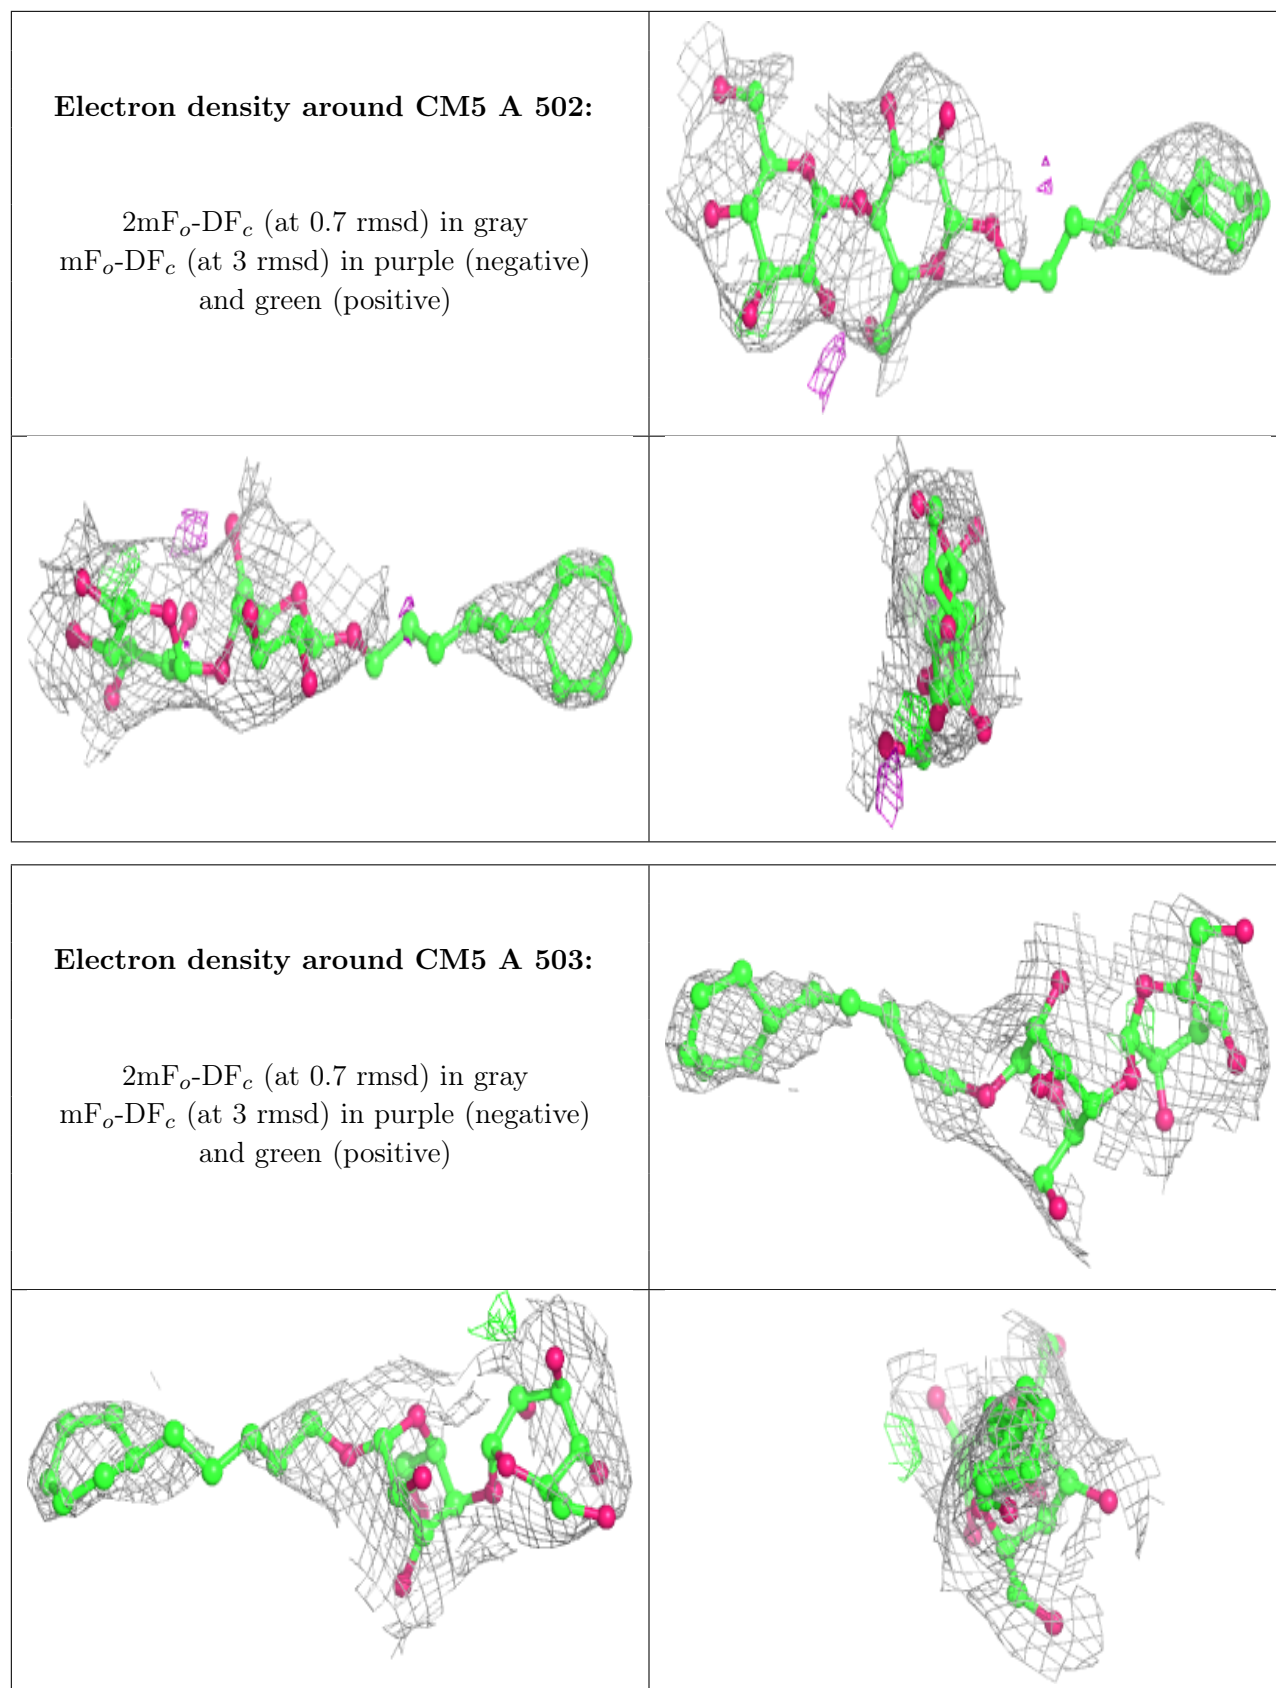 Electron density around CM5 A 502:
2mFo-DFc (at 0.7 rmsd) in gray
mFo-DFc (at 3 rmsd) in purple (negative)
and green (positive)
Electron density around CM5 A 503:
2mFo-DFc (at 0.7 rmsd) in gray
mFo-DFc (at 3 rmsd) in purple (negative)
and green (positive)